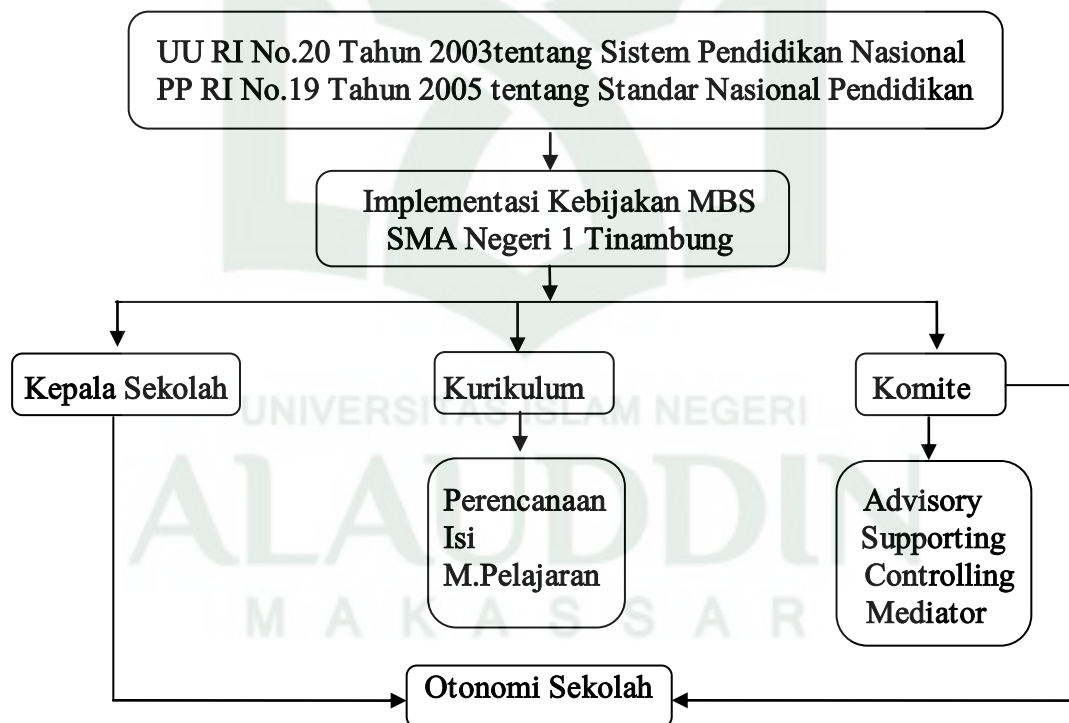 UU RI No.20 Tahun 2003tentang Sistem Pendidikan Nasional
PP RI No.19 Tahun 2005 tentang Standar Nasional Pendidikan
Implementasi Kebijakan MBS
SMA Negeri 1 Tinambung
Kepala Sekolah
Kurikulum
Komite
UNIVERSITAS ISLAM NEGERI
ALAUDDIN
MAKASSAR
Perencanaan
Isi
M.Pelajaran
Advisory
Supporting
Controlling
Mediator
Otonomi Sekolah